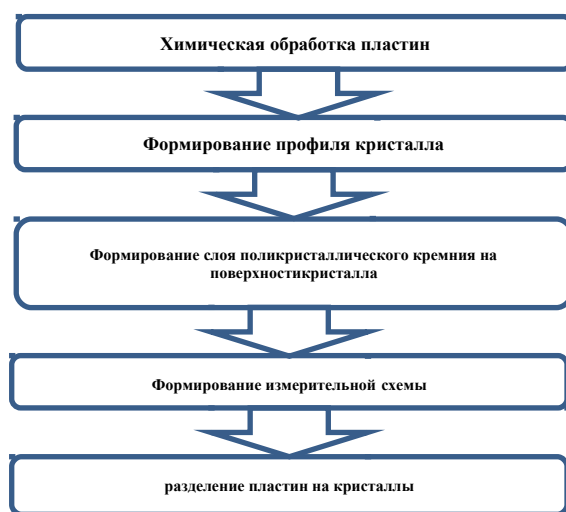 Химическая обработка пластин
Формирование профиля кристалла
Формирование слоя поликристаллического кремния на
поверхностикристалла
Формирование измерительной схемы
разделение пластин на кристаллы